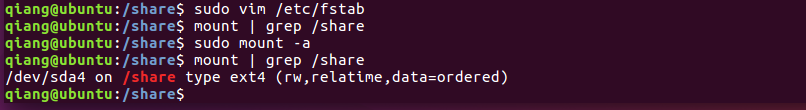 qiang@ubuntu:/share$ sudo vim /etc/fstab
qiang@ubuntu:/share$ mount | grep /share
qiang@ubuntu:/share$ sudo mount -a
qiang@ubuntu:/share$ mount | grep /share
/dev/sda4 on /share type ext4 (rw,relatime,data=ordered)
qiang@ubuntu:/share$